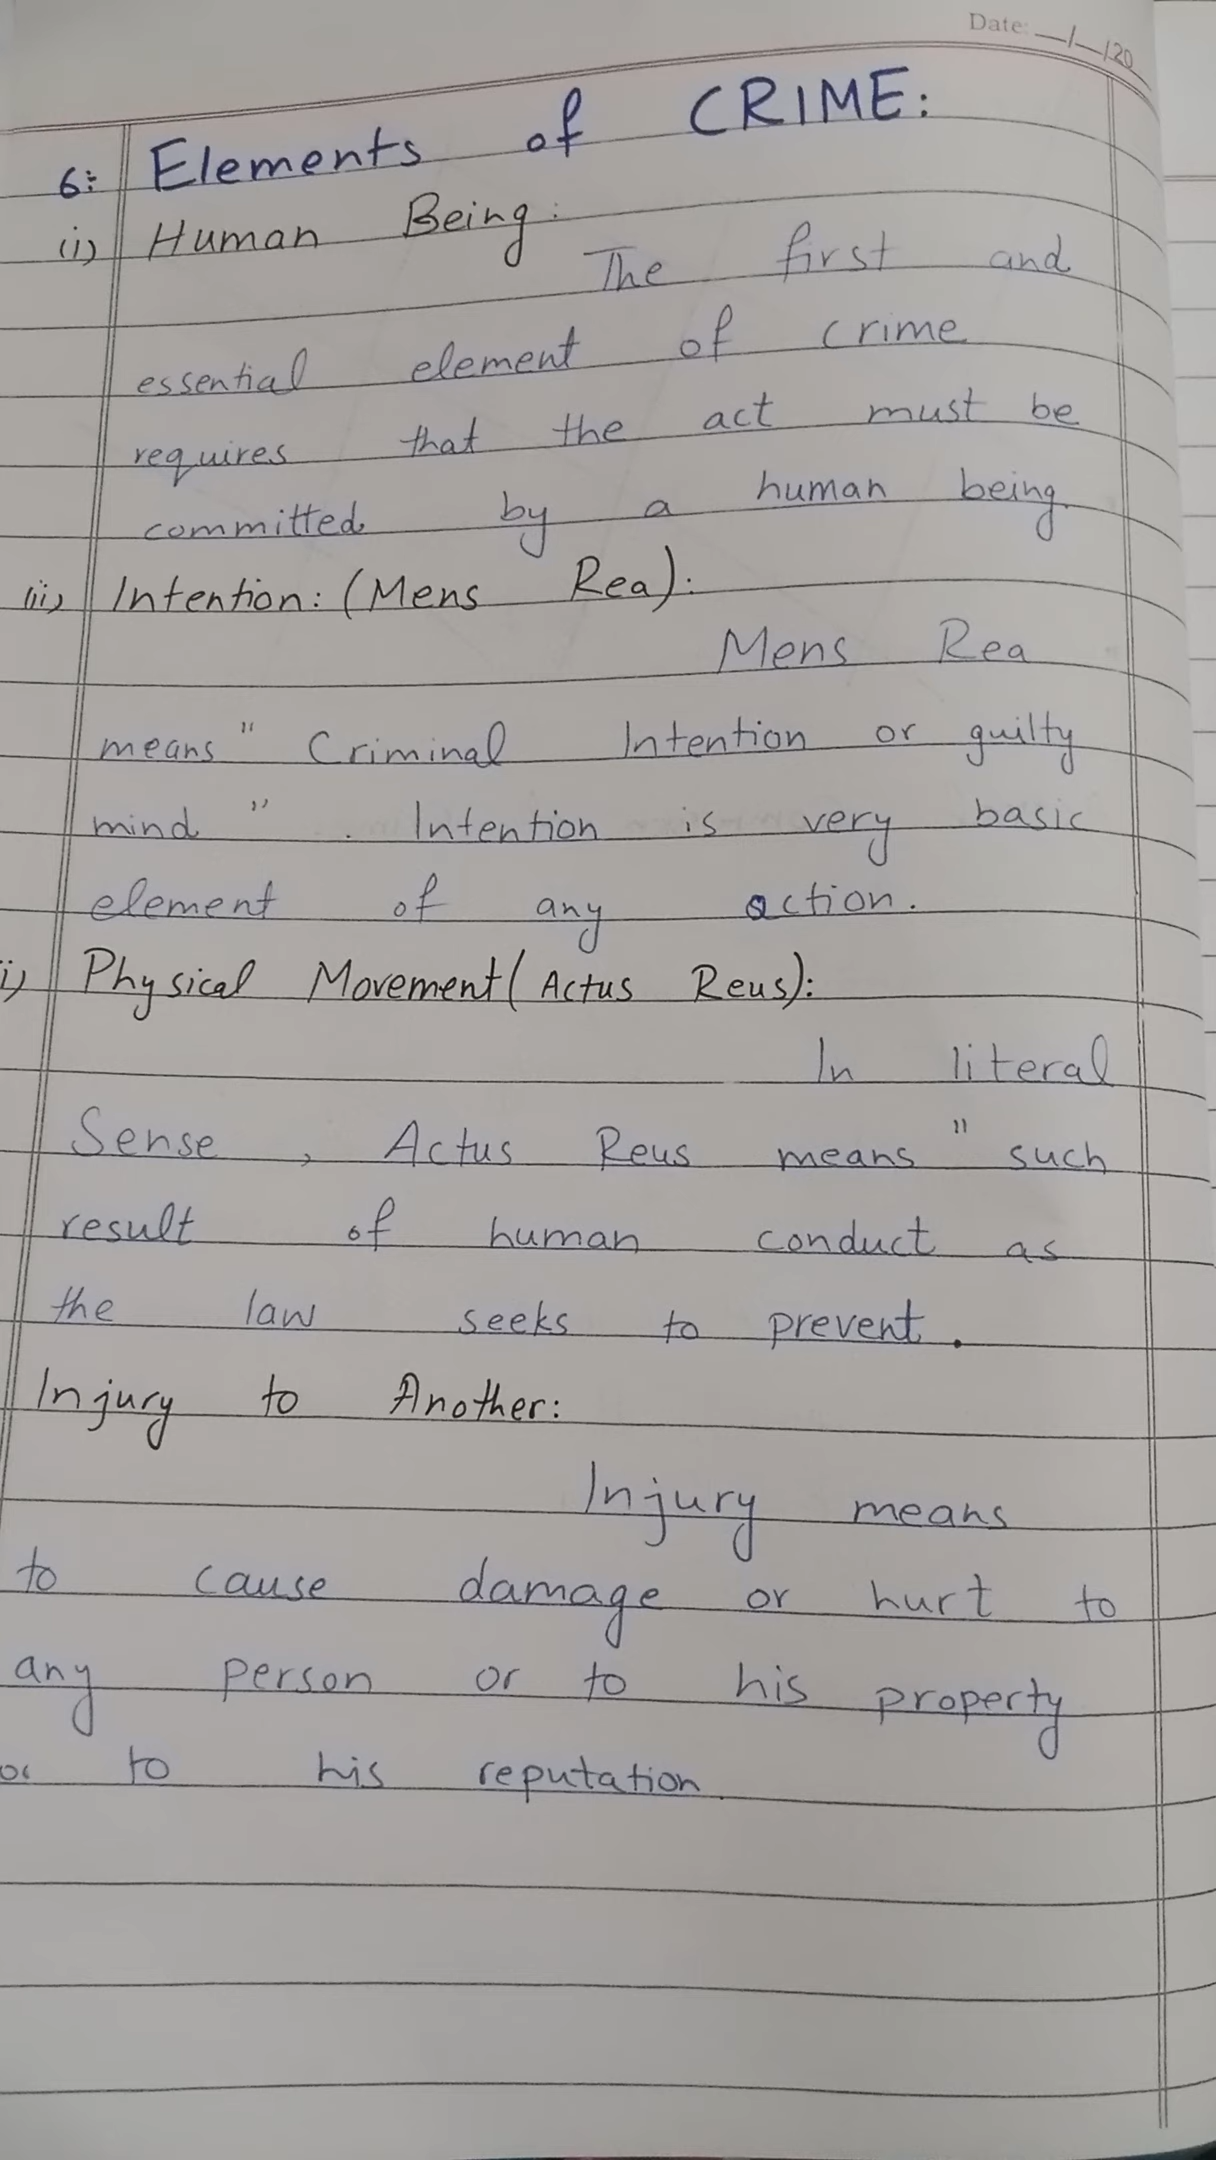 Date: __/__/20
6: Elements of CRIME:
(i) Human Being:
The first and
essential element of crime
requires that the act must be
committed by a human being.
(ii) Intention: (Mens Rea):
Mens Rea
means " Criminal Intention or guilty
mind ". Intention is very basic
element of any action.
i) Physical Movement (Actus Reus):
In literal
Sense, Actus Reus means " such
result of human conduct as
the law seeks to prevent.
Injury to Another:
Injury means
to cause damage or hurt to
any person or to his property
or to his reputation.